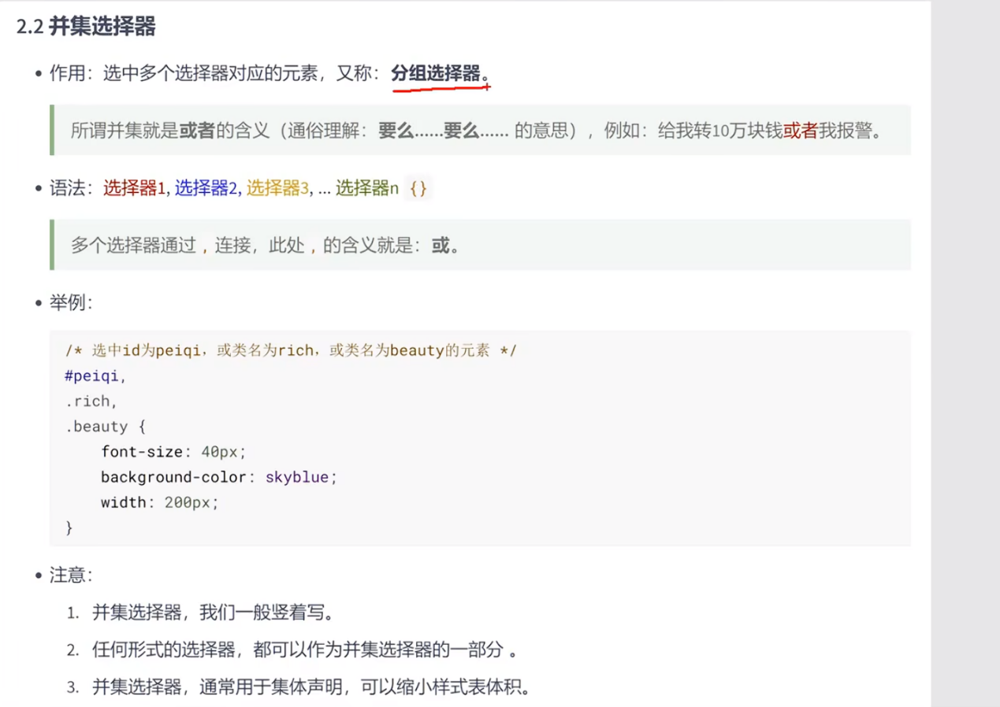 2.2 并集选择器
• 作用：选中多个选择器对应的元素，又称：分组选择器。
所谓并集就是或者的含义（通俗理解：要么......要么...... 的意思），例如：给我转10万块钱或者我报警。
• 语法：选择器1, 选择器2, 选择器3, ... 选择器n {}
多个选择器通过 , 连接，此处 , 的含义就是：或。
• 举例：
/* 选中id为peiqi，或类名为rich，或类名为beauty的元素 */
#peiqi,
.rich,
.beauty {
    font-size: 40px;
    background-color: skyblue;
    width: 200px;
}
• 注意：
1. 并集选择器，我们一般竖着写。
2. 任何形式的选择器，都可以作为并集选择器的一部分 。
3. 并集选择器，通常用于集体声明，可以缩小样式表体积。